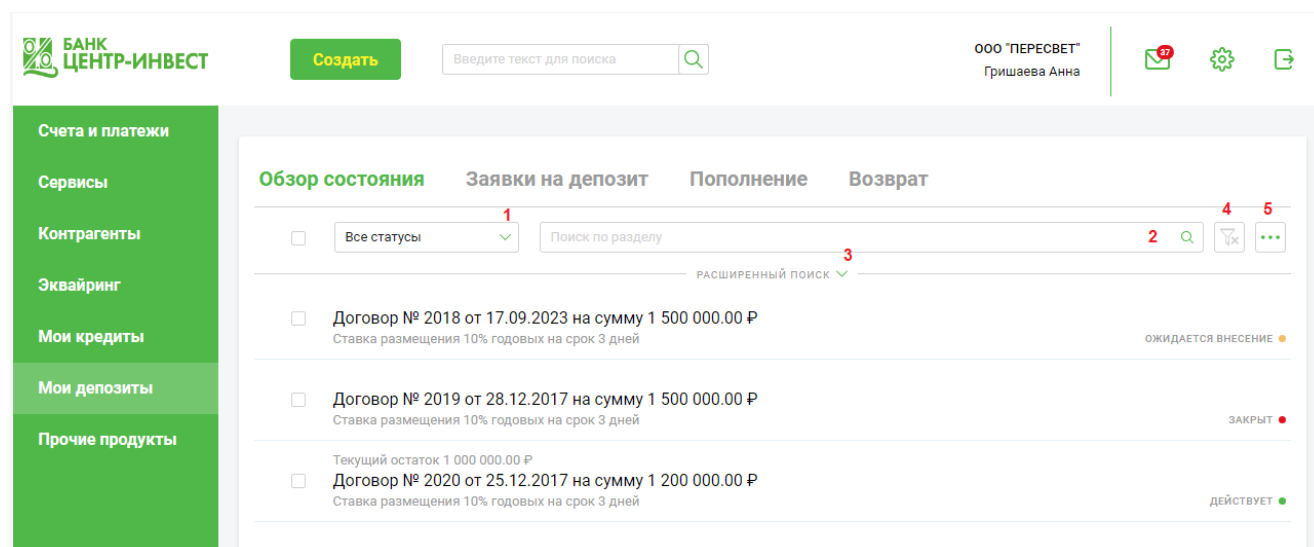 БАНК
ЦЕНТР-ИНВЕСТ
Создать
Введите текст для поиска
ООО "ПЕРЕСВЕТ"
Гришаева Анна
37
Счета и платежи
Сервисы
Контрагенты
Эквайринг
Мои кредиты
Мои депозиты
Прочие продукты
Обзор состояния Заявки на депозит Пополнение Возврат
1 4 5
Все статусы Поиск по разделу 2
3
РАСШИРЕННЫЙ ПОИСК
Договор № 2018 от 17.09.2023 на сумму 1 500 000.00 ₽
Ставка размещения 10% годовых на срок 3 дней
ОЖИДАЕТСЯ ВНЕСЕНИЕ
Договор № 2019 от 28.12.2017 на сумму 1 500 000.00 ₽
Ставка размещения 10% годовых на срок 3 дней
ЗАКРЫТ
Текущий остаток 1 000 000.00 ₽
Договор № 2020 от 25.12.2017 на сумму 1 200 000.00 ₽
Ставка размещения 10% годовых на срок 3 дней
ДЕЙСТВУЕТ